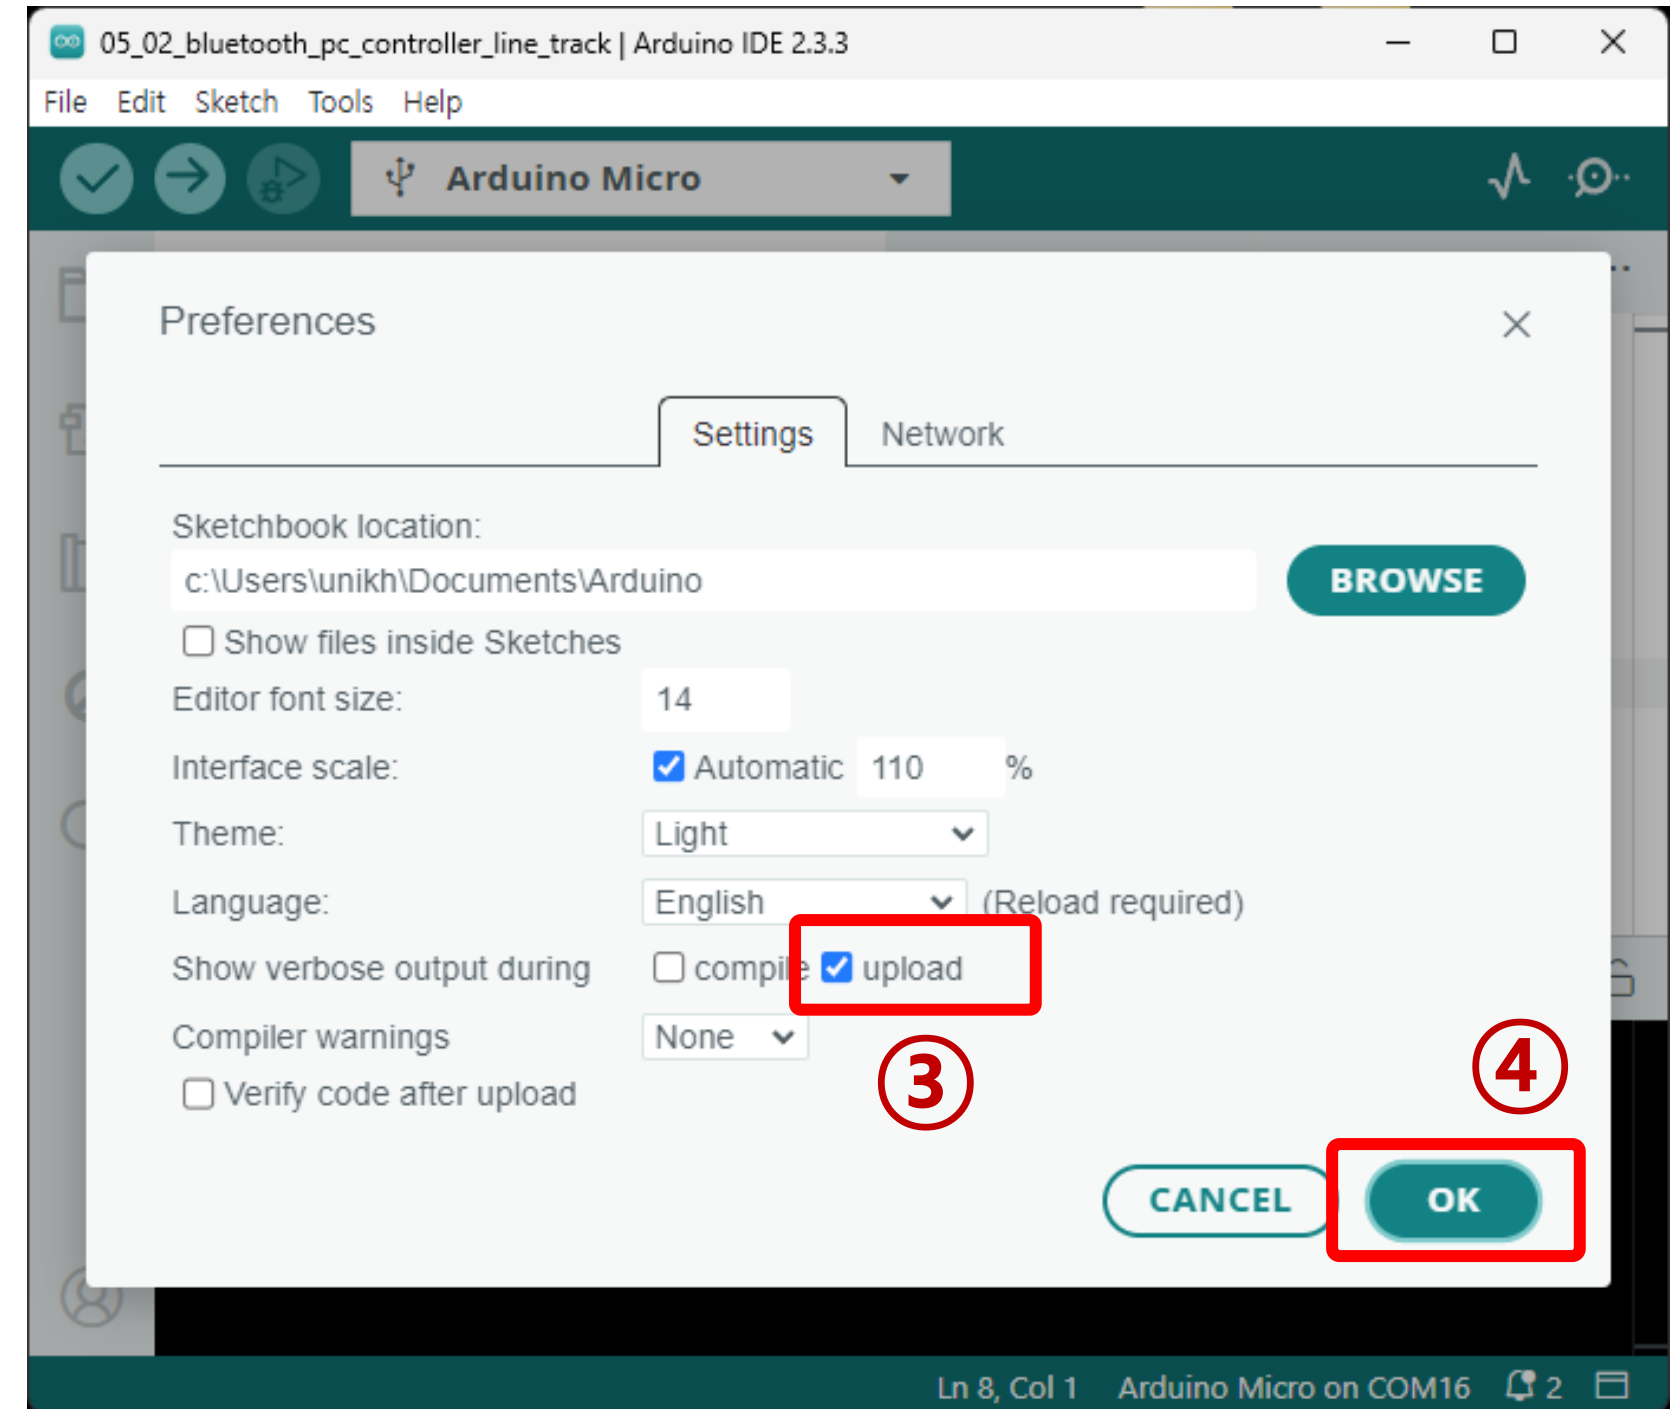 05_02_bluetooth_pc_controller_line_track | Arduino IDE 2.3.3
File Edit Sketch Tools Help
Arduino Micro
Preferences
Settings Network
Sketchbook location:
c:\Users\unikh\Documents\Arduino
BROWSE
Show files inside Sketches
Editor font size: 14
Interface scale: Automatic 110 %
Theme: Light
Language: English (Reload required)
Show verbose output during compile upload
Compiler warnings None
③
④
Verify code after upload
CANCEL OK
Ln 8, Col 1 Arduino Micro on COM16 2